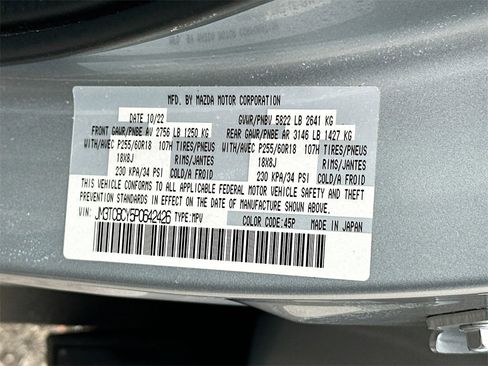 MFD. BY MAZDA MOTOR CORPORATION
DATE 10/22 GVWR/PNBV 5822 LB 2641 KG
FRONT GAWR/PNBE AV 2756 LB 1250 KG REAR GAWR/PNBE AR 3146 LB 1427 KG
WITH/AVEC P255/60R18 107H TIRES/PNEUS WITH/AVEC P255/60R18 107H TIRES/PNEUS
18X8J RIMS/JANTES 18X8J RIMS/JANTES
230 KPA/34 PSI COLD/A FROID 230 KPA/34 PSI COLD/A FROID
THIS VEHICLE CONFORMS TO ALL APPLICABLE FEDERAL MOTOR VEHICLE SAFETY AND THEFT
PREVENTION STANDARDS IN EFFECT ON THE DATE OF MANUFACTURE SHOWN ABOVE.
VIN: JM3TCBCY5P0642426 TYPE:MPV COLOR CODE:45P MADE IN JAPAN